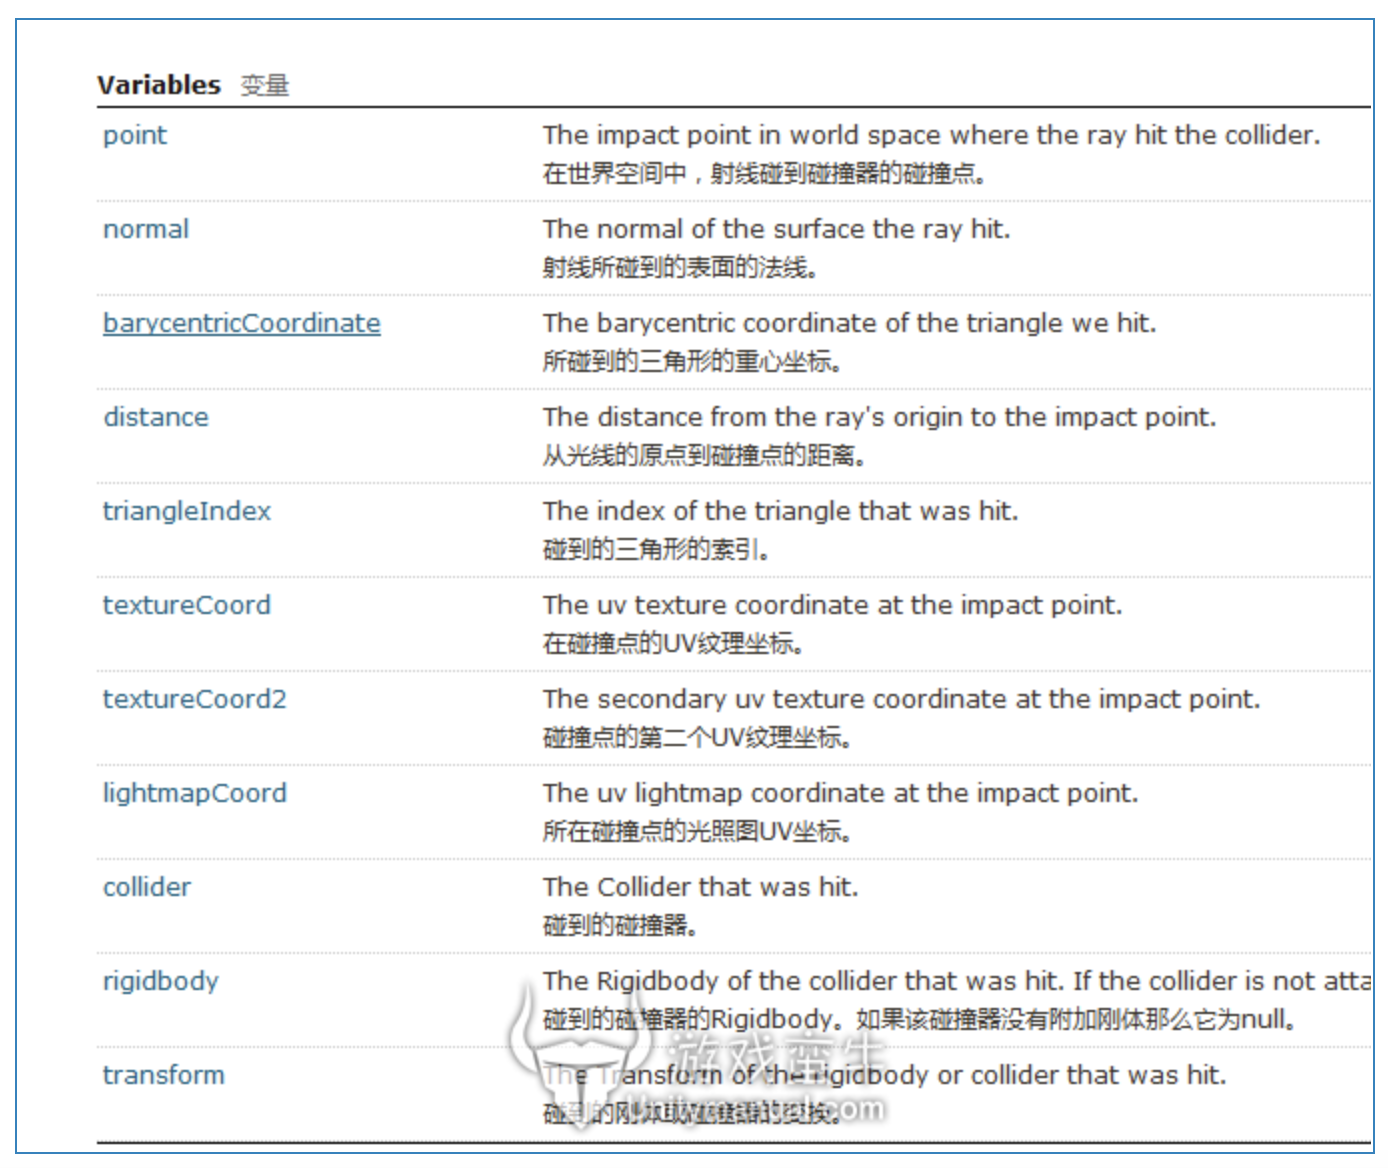 Variables 变量
point
The impact point in world space where the ray hit the collider.
在世界空间中，射线碰到碰撞器的碰撞点。
normal
The normal of the surface the ray hit.
射线所碰到的表面的法线。
barycentricCoordinate
The barycentric coordinate of the triangle we hit.
所碰到的三角形的重心坐标。
distance
The distance from the ray's origin to the impact point.
从光线的原点到碰撞点的距离。
triangleIndex
The index of the triangle that was hit.
碰到的三角形的索引。
textureCoord
The uv texture coordinate at the impact point.
在碰撞点的UV纹理坐标。
textureCoord2
The secondary uv texture coordinate at the impact point.
碰撞点的第二个UV纹理坐标。
lightmapCoord
The uv lightmap coordinate at the impact point.
所在碰撞点的光照图UV坐标。
collider
The Collider that was hit.
碰到的碰撞器。
rigidbody
The Rigidbody of the collider that was hit. If the collider is not atta
碰到的碰撞器的Rigidbody。如果该碰撞器没有附加刚体那么它为null。
游戏蛮牛
transform
The Transform of the rigidbody or collider that was hit.
碰到的刚体或碰撞器的变换。